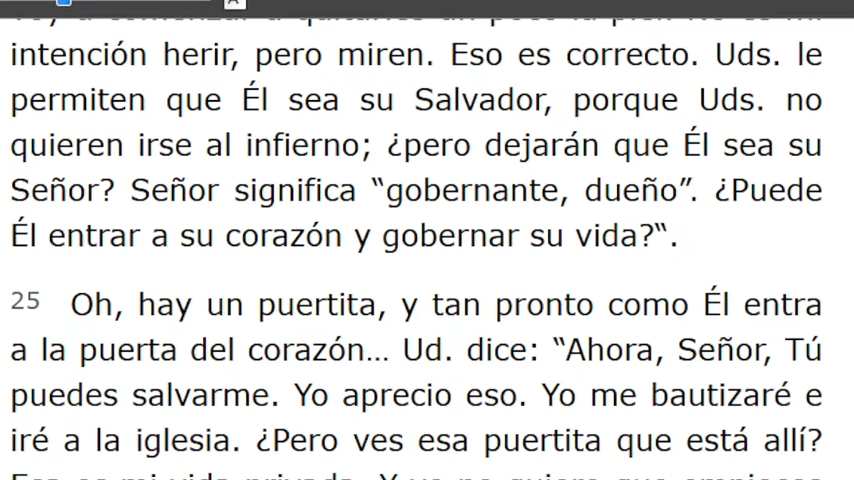 intención herir, pero miren. Eso es correcto. Uds. le
permiten que Él sea su Salvador, porque Uds. no
quieren irse al infierno; ¿pero dejarán que Él sea su
Señor? Señor significa “gobernante, dueño”. ¿Puede
Él entrar a su corazón y gobernar su vida?“.
25 Oh, hay un puertita, y tan pronto como Él entra
a la puerta del corazón... Ud. dice: “Ahora, Señor, Tú
puedes salvarme. Yo aprecio eso. Yo me bautizaré e
iré a la iglesia. ¿Pero ves esa puertita que está allí?